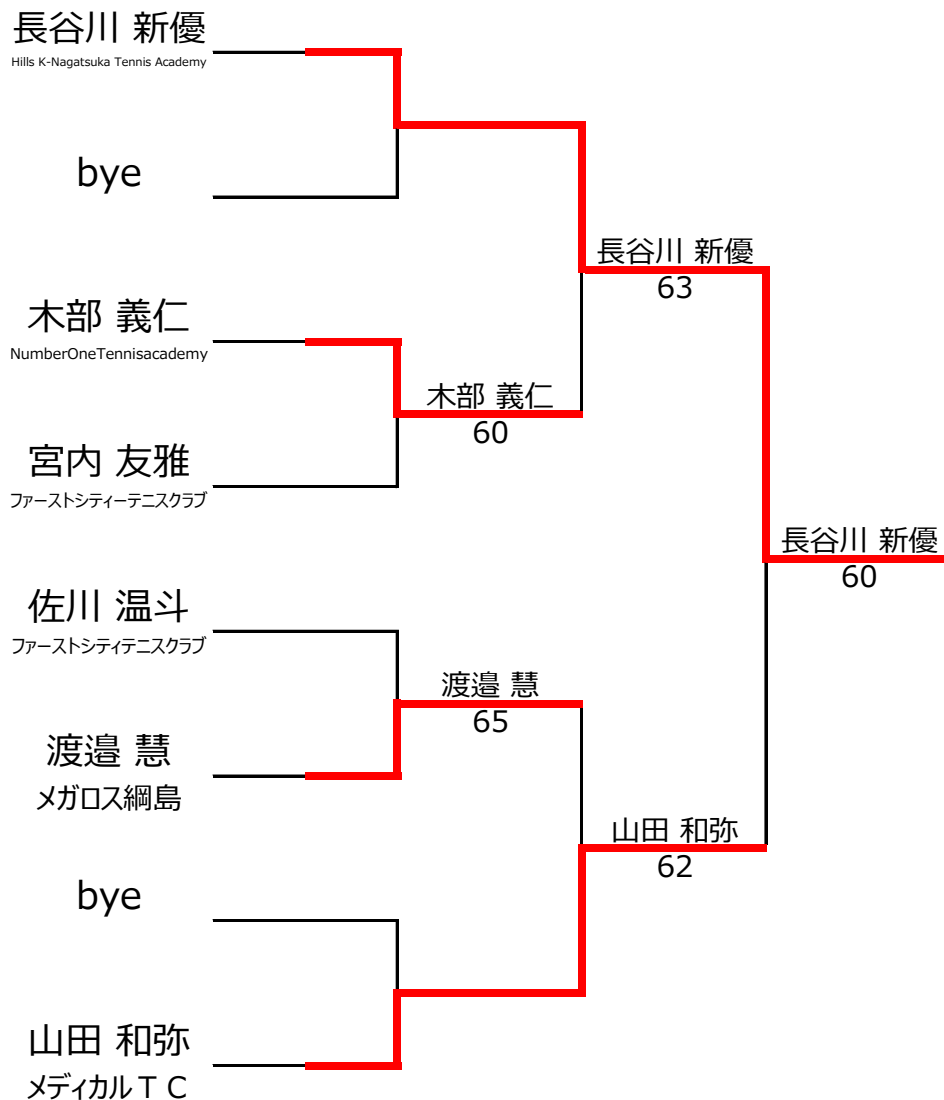 長谷川 新優
Hills K-Nagatsuka Tennis Academy
bye
長谷川 新優
63
木部 義仁
NumberOneTennisacademy
木部 義仁
60
宮内 友雅
ファーストシティーテニスクラブ
長谷川 新優
60
佐川 温斗
ファーストシティテニスクラブ
渡邉 慧
65
渡邉 慧
メガロス綱島
山田 和弥
62
bye
山田 和弥
メディカルＴＣ